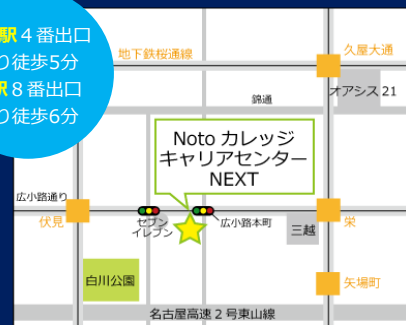 駅４番出口
り徒歩5分
駅８番出口
り徒歩6分
地下鉄桜通線
久屋大通
オアシス21
錦通
Noto カレッジ
キャリアセンター
NEXT
広小路通り
伏見
セブン
イレブン
広小路本町
三越
栄
白川公園
矢場町
名古屋高速２号東山線